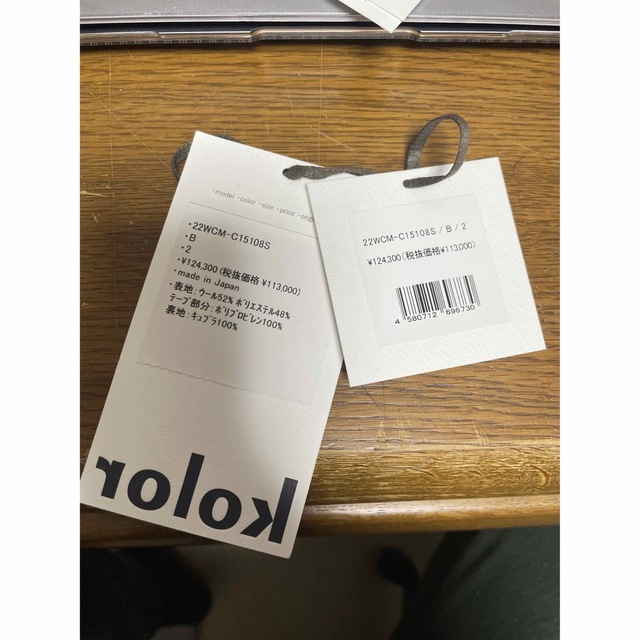 ・model ・color ・size ・price ・orig
・22WCM-C15108S
・B
・2
・¥124,300(税抜価格 ¥113,000)
・made in Japan
・表地:ウール52% ポリエステル48%
テープ部分:ポリプロピレン100%
裏地:キュプラ100%
kolor
22WCM-C15108S / B / 2
¥124,300(税抜価格¥113,000)
4 580712 696730